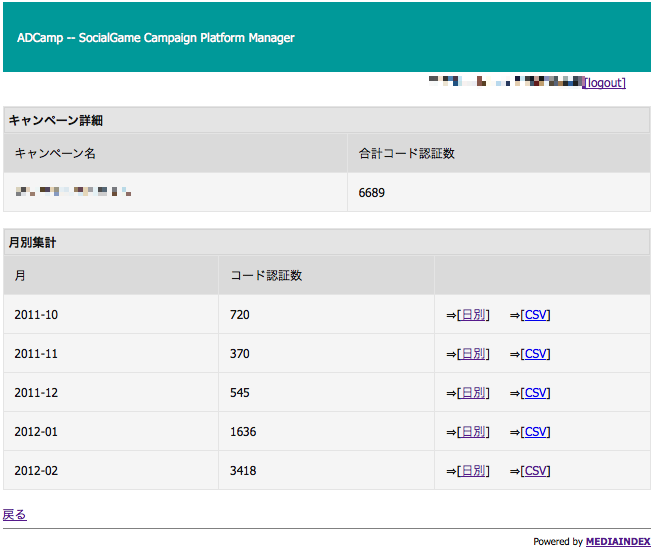 ADCamp -- SocialGame Campaign Platform Manager
[logout]
キャンペーン詳細
キャンペーン名 合計コード認証数
6689
月別集計
月 コード認証数
2011-10 720 ⇒[日別] ⇒[CSV]
2011-11 370 ⇒[日別] ⇒[CSV]
2011-12 545 ⇒[日別] ⇒[CSV]
2012-01 1636 ⇒[日別] ⇒[CSV]
2012-02 3418 ⇒[日別] ⇒[CSV]
戻る
Powered by MEDIAINDEX